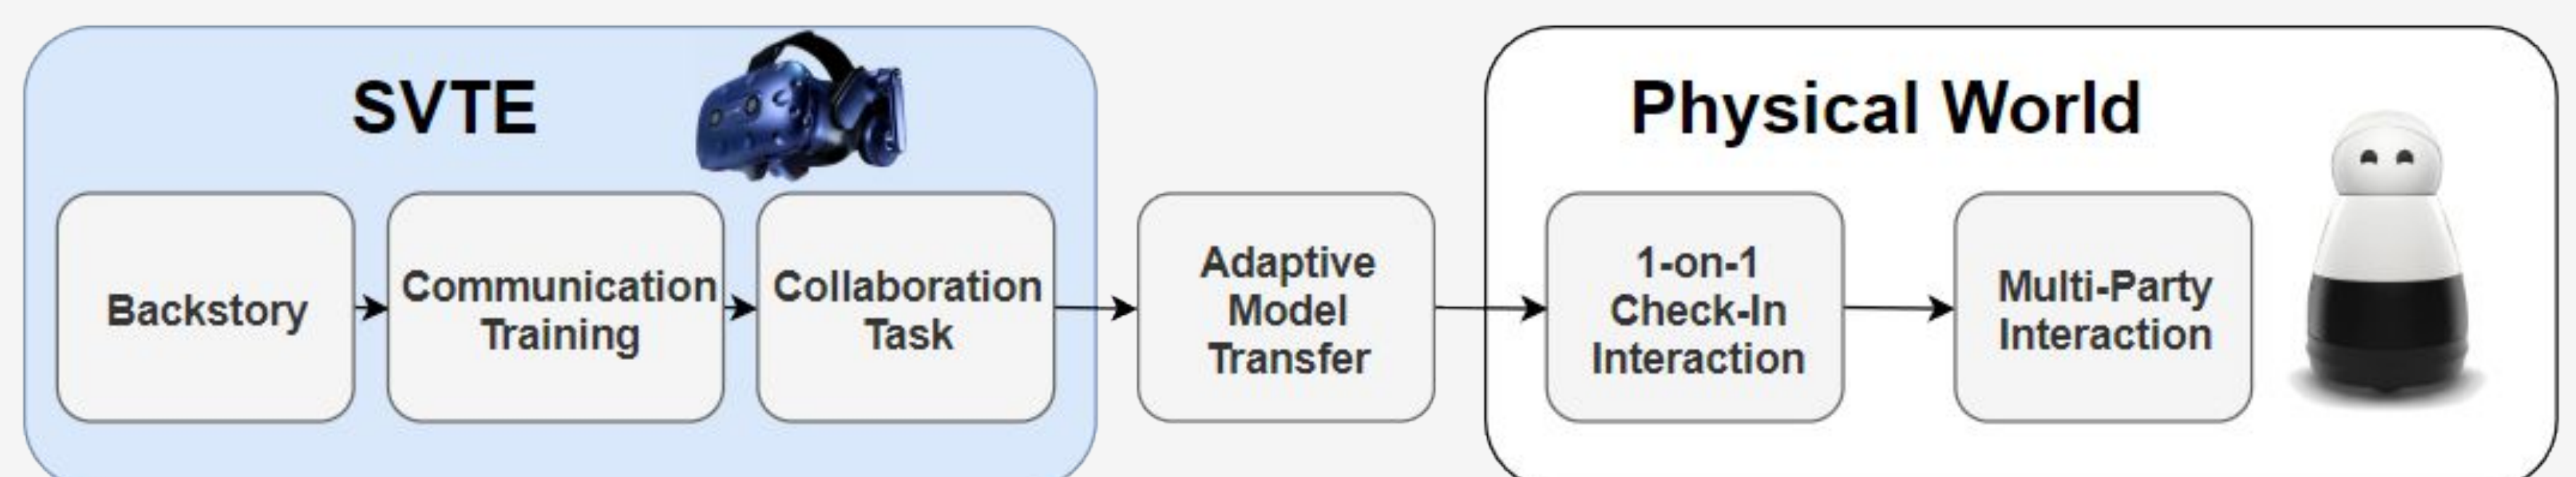 SVTE
Backstory
Communication
Training
Collaboration
Task
Adaptive
Model
Transfer
Physical World
1-on-1
Check-In
Interaction
Multi-Party
Interaction